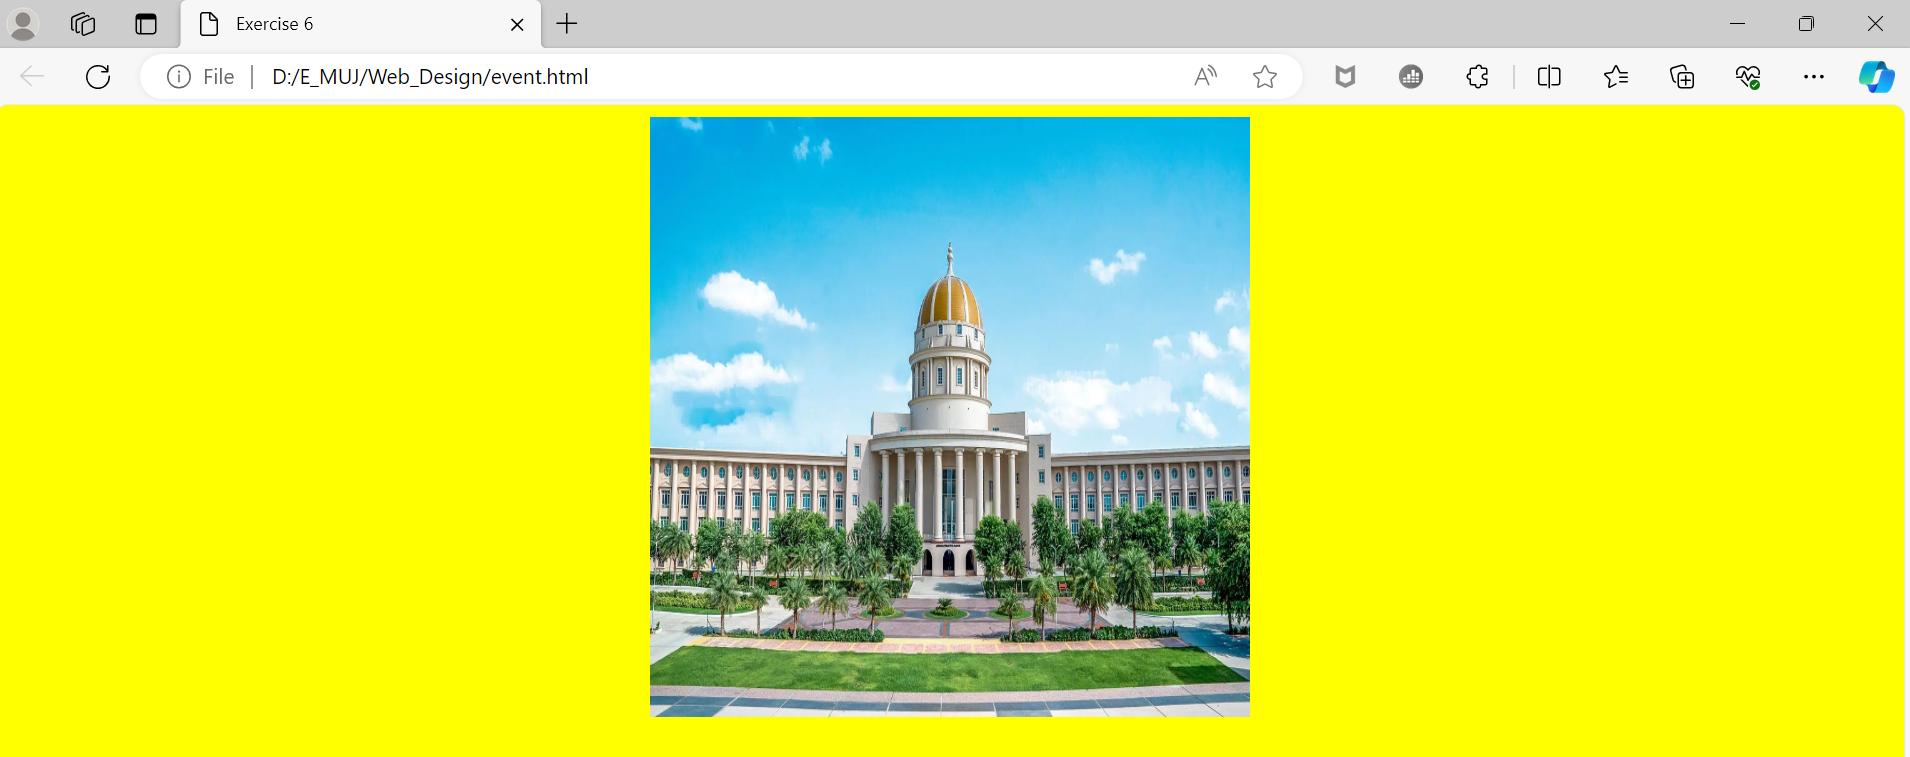 Exercise 6
File D:/E_MUJ/Web_Design/event.html